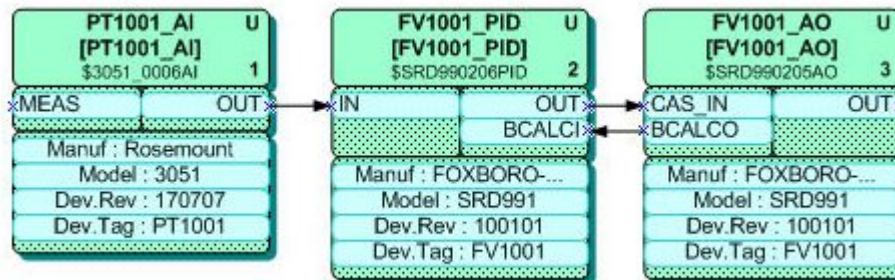 PT1001_AI U
[PT1001_AI]
$3051_0006AI 1
MEAS OUT
Manuf : Rosemount
Model : 3051
Dev.Rev : 170707
Dev.Tag : PT1001
FV1001_PID U
[FV1001_PID]
$SRD990206PID 2
IN OUT
BCALCI
Manuf : FOXBORO-...
Model : SRD991
Dev.Rev : 100101
Dev.Tag : FV1001
FV1001_AO U
[FV1001_AO]
$SRD990205AO 3
CAS_IN OUT
BCALCO
Manuf : FOXBORO-...
Model : SRD991
Dev.Rev : 100101
Dev.Tag : FV1001